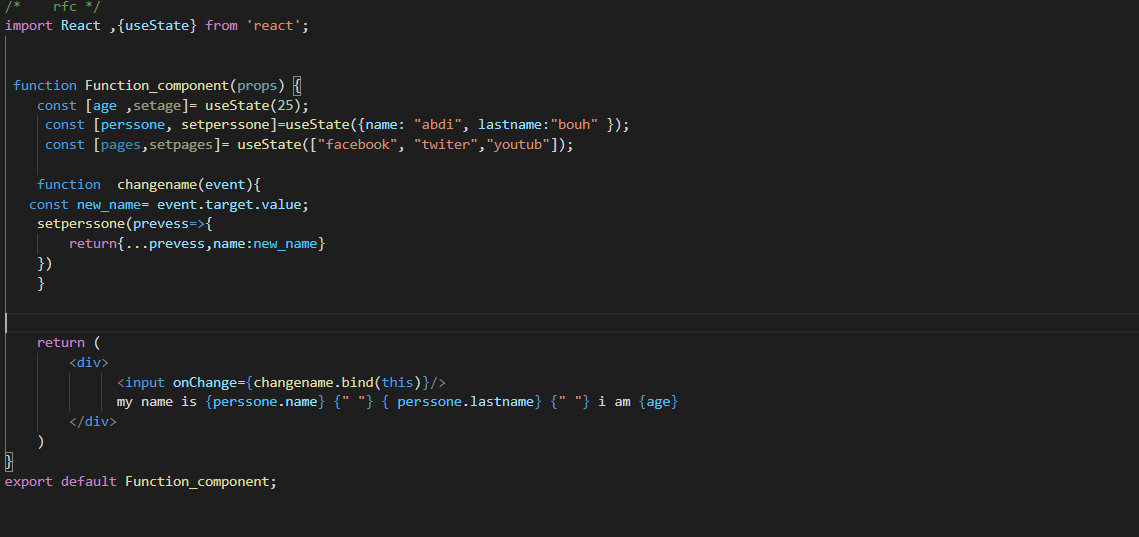 /*    rfc */
import React ,{useState} from 'react';
function Function_component(props) {
const [age ,setage]= useState(25);
const [perssone, setperssone]=useState({name: "abdi", lastname:"bouh" });
const [pages,setpages]= useState(["facebook", "twiter","youtub"]);
function  changename(event){
const new_name= event.target.value;
setperssone(prevess=>{
return{...prevess,name:new_name}
})
}
return (
<div>
<input onChange={changename.bind(this)}/>
my name is {perssone.name} {" "} { perssone.lastname} {" "} i am {age}
</div>
)
}
export default Function_component;